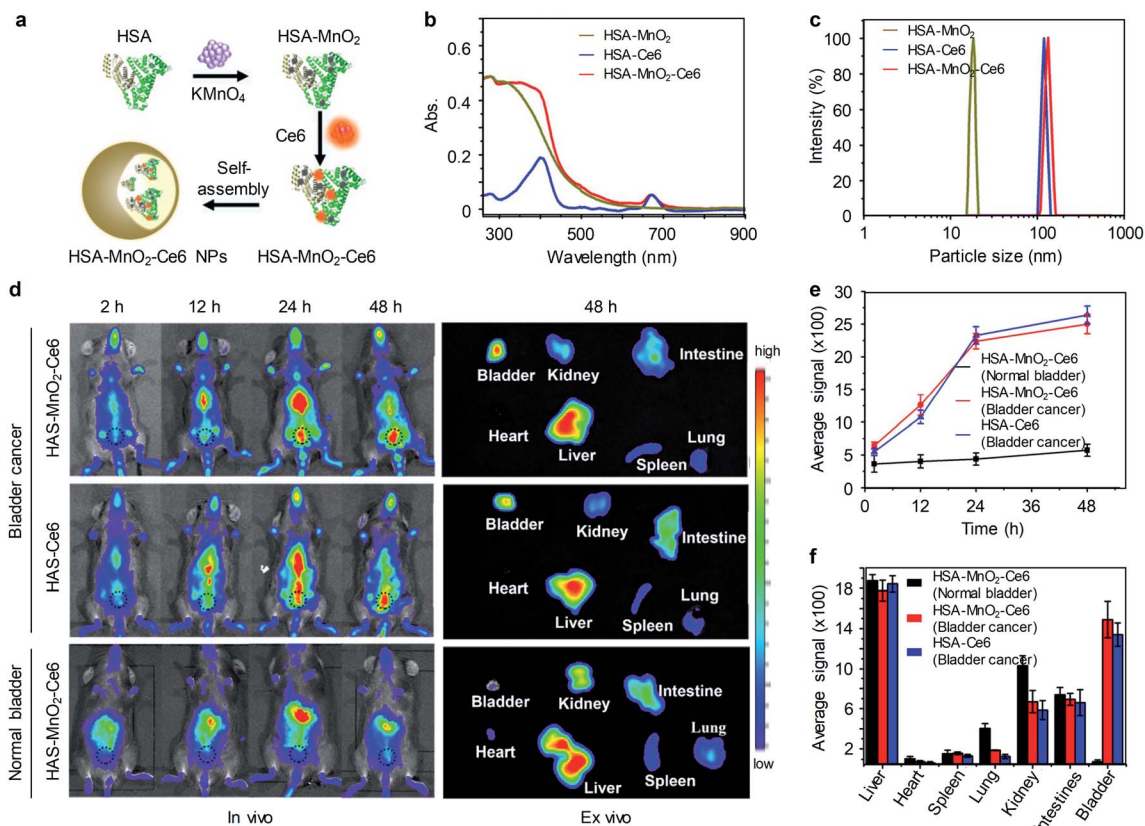 a
HSA
KMnO4
HSA-MnO2
Ce6
Self-
assembly
HSA-MnO2-Ce6 NPs
HSA-MnO2-Ce6
b
HSA-MnO2
HSA-Ce6
HSA-MnO2-Ce6
0.6
0.4
0.2
0
Abs.
300 500 700 900
Wavelength (nm)
c
HSA-MnO2
HSA-Ce6
HSA-MnO2-Ce6
100
80
60
40
20
0
Intensity (%)
1 10 100 1000
Particle size (nm)
d
2 h 12 h 24 h 48 h
48 h
Bladder cancer
HAS-MnO2-Ce6
Bladder
Kidney
Intestine
Heart
Liver
Spleen
Lung
HAS-Ce6
Bladder
Kidney
Intestine
Heart
Liver
Spleen
Lung
Normal bladder
HAS-MnO2-Ce6
Bladder
Kidney
Intestine
Heart
Liver
Spleen
Lung
high
low
In vivo
Ex vivo
e
30
25
20
15
10
5
0
Average signal (x100)
HSA-MnO2-Ce6
(Normal bladder)
HSA-MnO2-Ce6
(Bladder cancer)
HSA-Ce6
(Bladder cancer)
0 12 24 36 48
Time (h)
f
18
14
10
6
2
Average signal (x100)
HSA-MnO2-Ce6
(Normal bladder)
HSA-MnO2-Ce6
(Bladder cancer)
HSA-Ce6
(Bladder cancer)
Liver
Heart
Spleen
Lung
Kidney
ntestines
Bladder